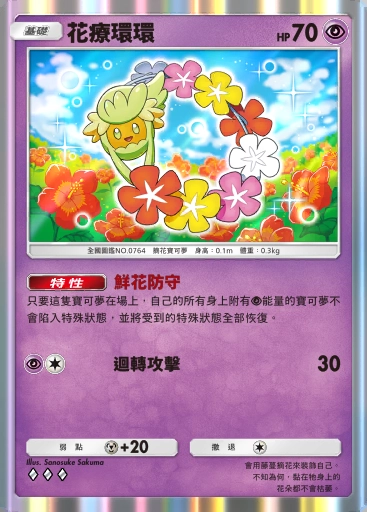 基礎 花療環環 HP 70
全國圖鑑NO.0764 摘花寶可夢 身高:0.1m 體重:0.3kg
特性 鮮花防守
只要這隻寶可夢在場上,自己的所有身上附有能量的寶可夢不
會陷入特殊狀態,並將受到的特殊狀態全部恢復。
迴轉攻擊 30
弱點 +20 撤退
Illus. Sanosuke Sakuma
會用藤蔓摘花來裝飾自己。
不知為何,黏在牠身上的
花朵都不會枯萎。